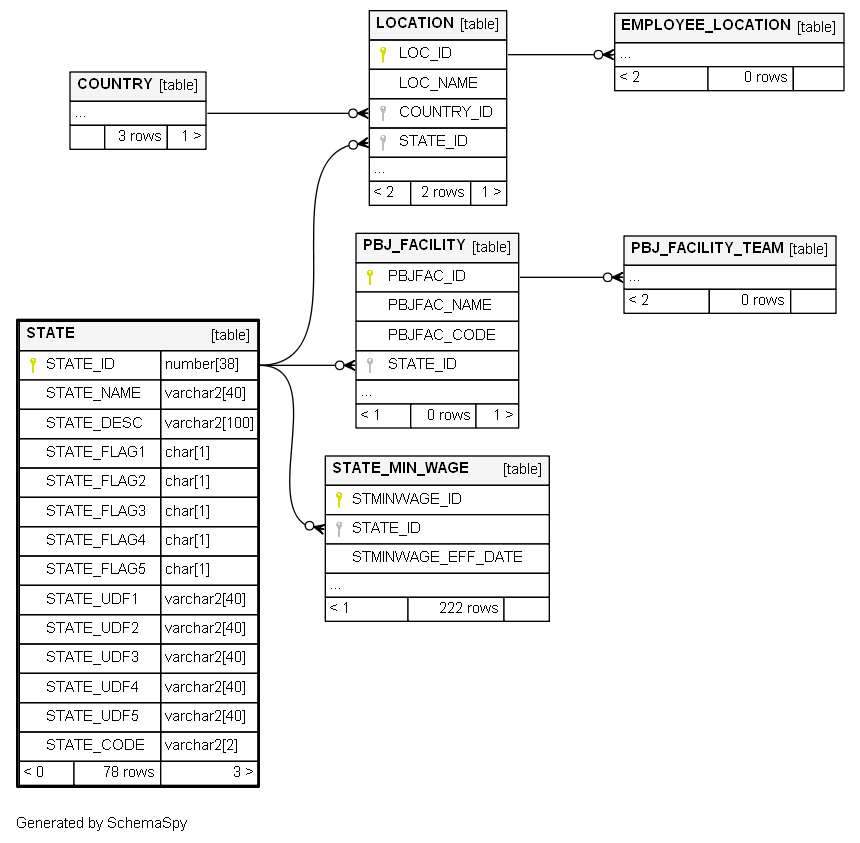 LOCATION [table]
LOC_ID
LOC_NAME
COUNTRY_ID
STATE_ID
...
< 2 2 rows 1 >
EMPLOYEE_LOCATION [table]
...
< 2 0 rows
COUNTRY [table]
...
3 rows 1 >
PBJ_FACILITY [table]
PBJFAC_ID
PBJFAC_NAME
PBJFAC_CODE
STATE_ID
...
< 1 0 rows 1 >
PBJ_FACILITY_TEAM [table]
...
< 2 0 rows
STATE [table]
STATE_ID number[38]
STATE_NAME varchar2[40]
STATE_DESC varchar2[100]
STATE_FLAG1 char[1]
STATE_FLAG2 char[1]
STATE_FLAG3 char[1]
STATE_FLAG4 char[1]
STATE_FLAG5 char[1]
STATE_UDF1 varchar2[40]
STATE_UDF2 varchar2[40]
STATE_UDF3 varchar2[40]
STATE_UDF4 varchar2[40]
STATE_UDF5 varchar2[40]
STATE_CODE varchar2[2]
< 0 78 rows 3 >
STATE_MIN_WAGE [table]
STMINWAGE_ID
STATE_ID
STMINWAGE_EFF_DATE
...
< 1 222 rows
Generated by SchemaSpy